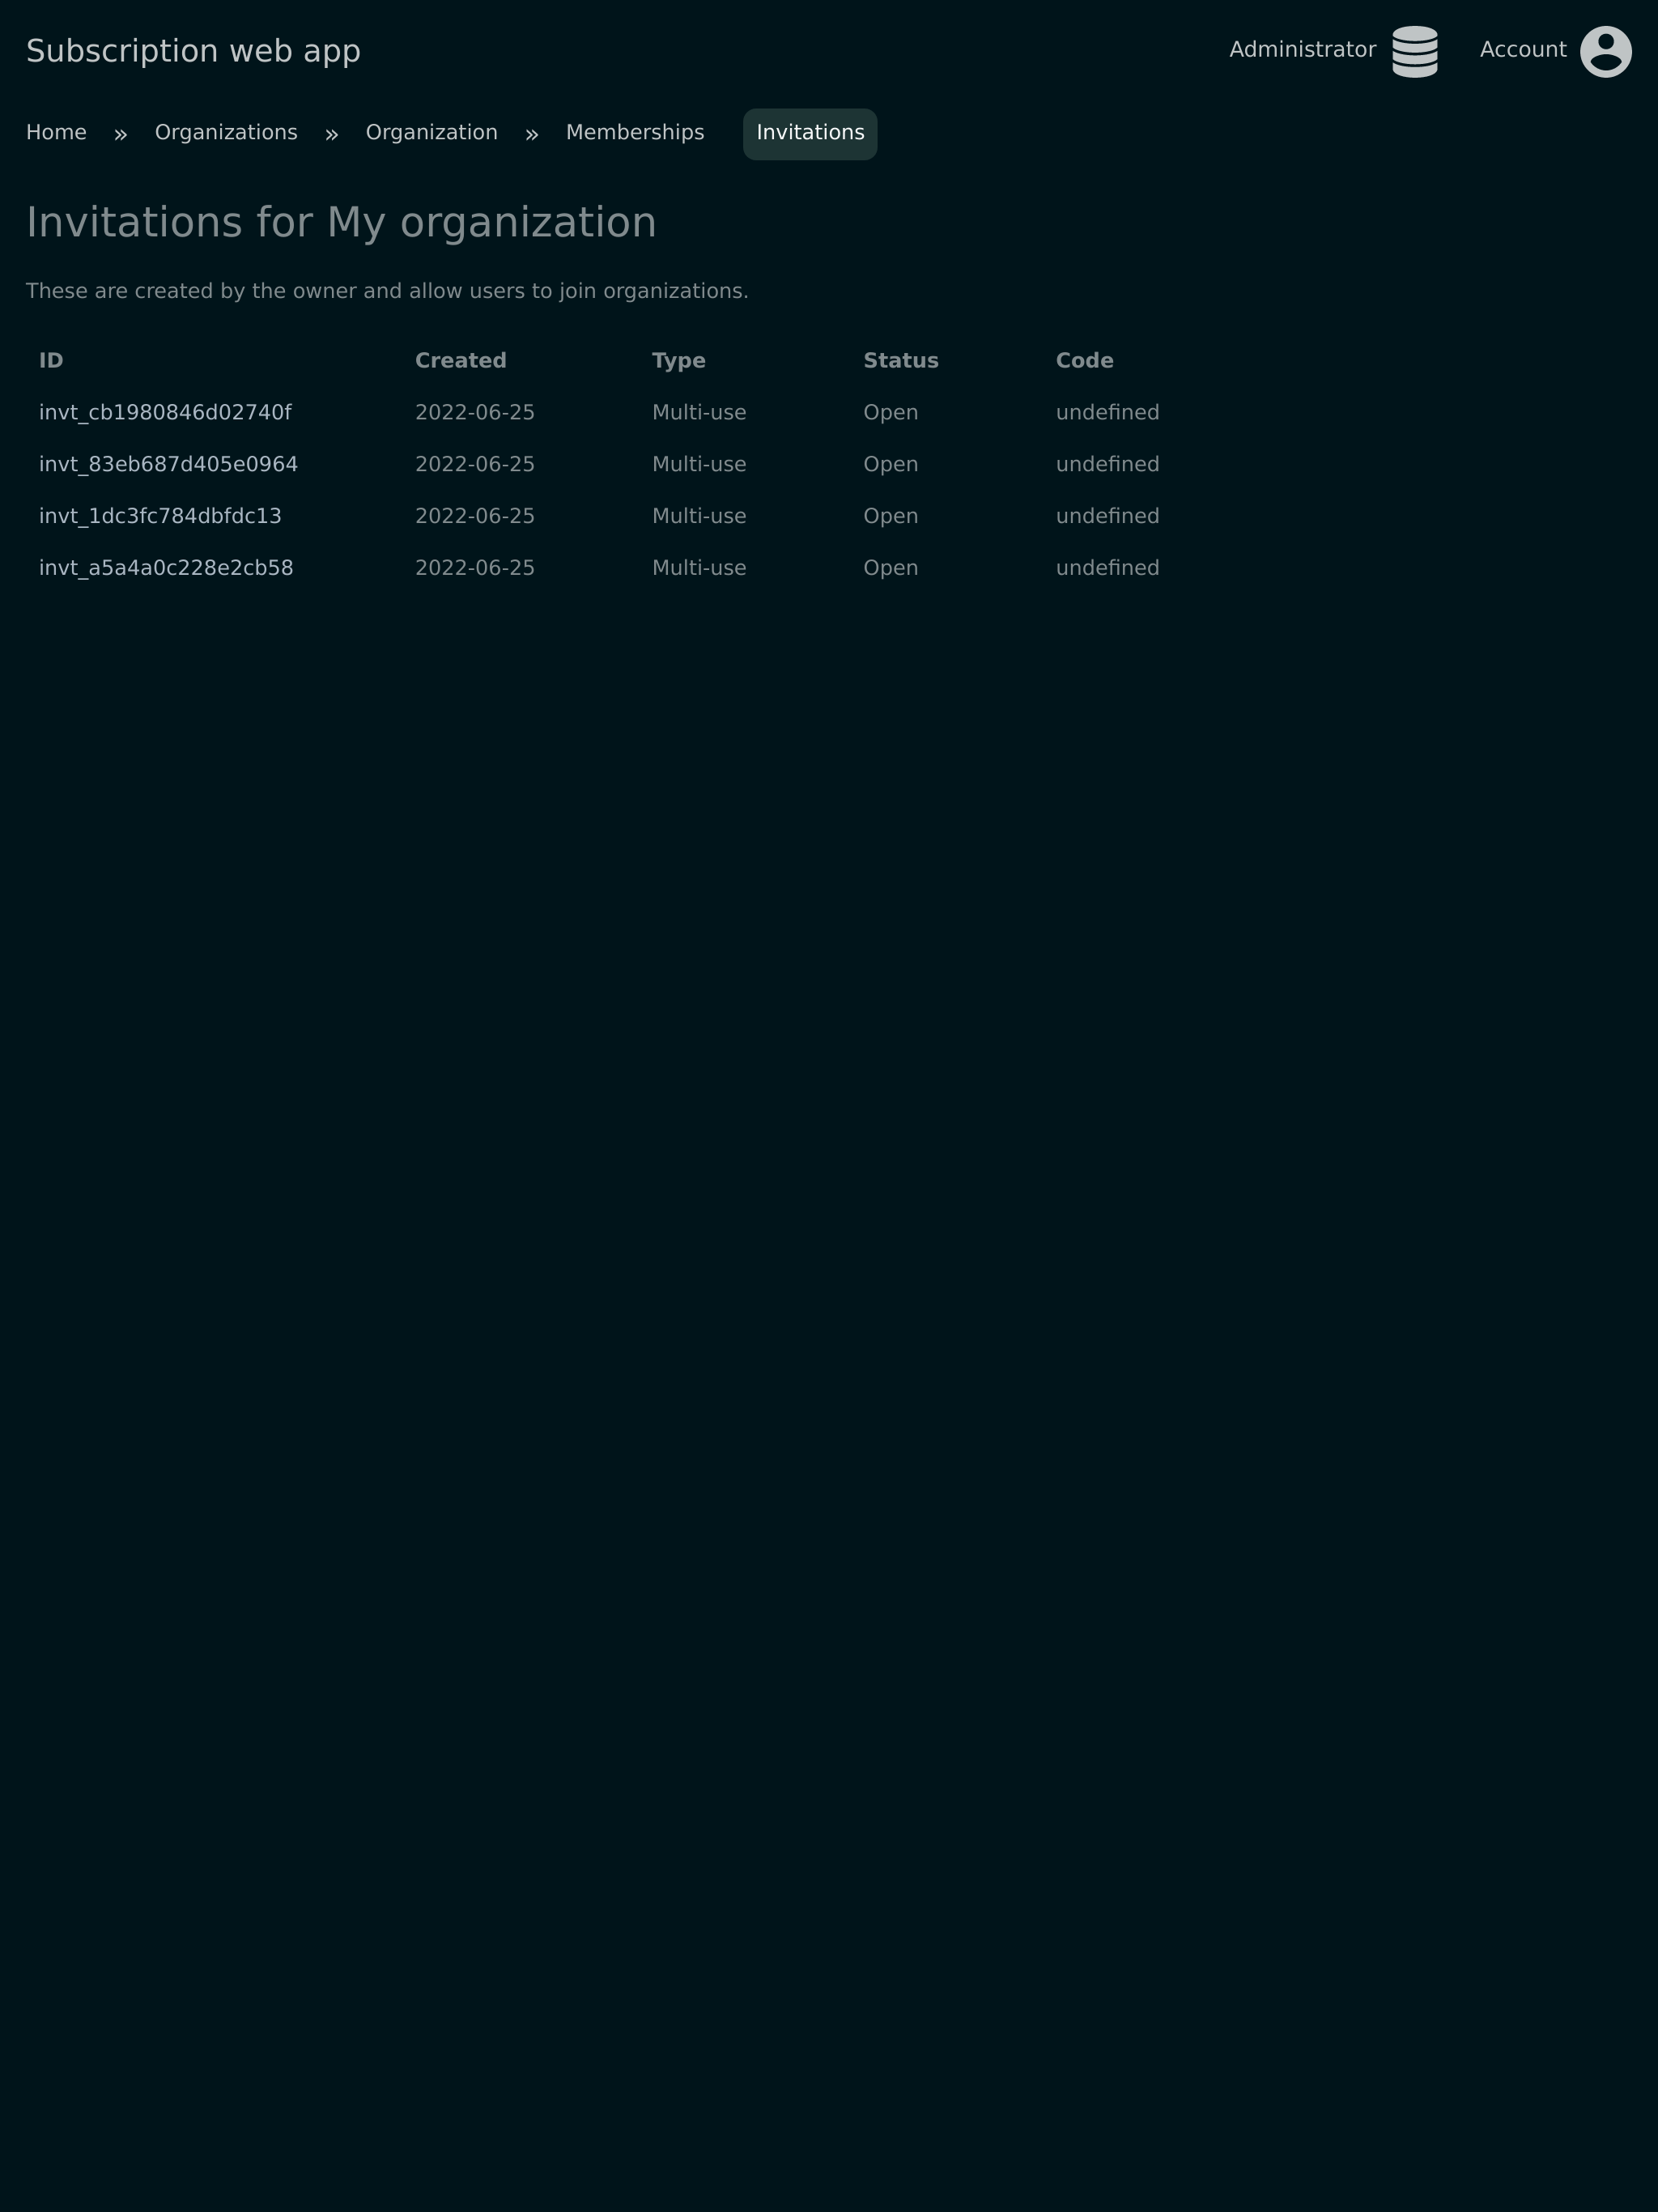 Subscription web app
Administrator
Account
Home » Organizations » Organization » Memberships Invitations
Invitations for My organization
These are created by the owner and allow users to join organizations.
ID Created Type Status Code
invt_cb1980846d02740f 2022-06-25 Multi-use Open undefined
invt_83eb687d405e0964 2022-06-25 Multi-use Open undefined
invt_1dc3fc784dbfdc13 2022-06-25 Multi-use Open undefined
invt_a5a4a0c228e2cb58 2022-06-25 Multi-use Open undefined